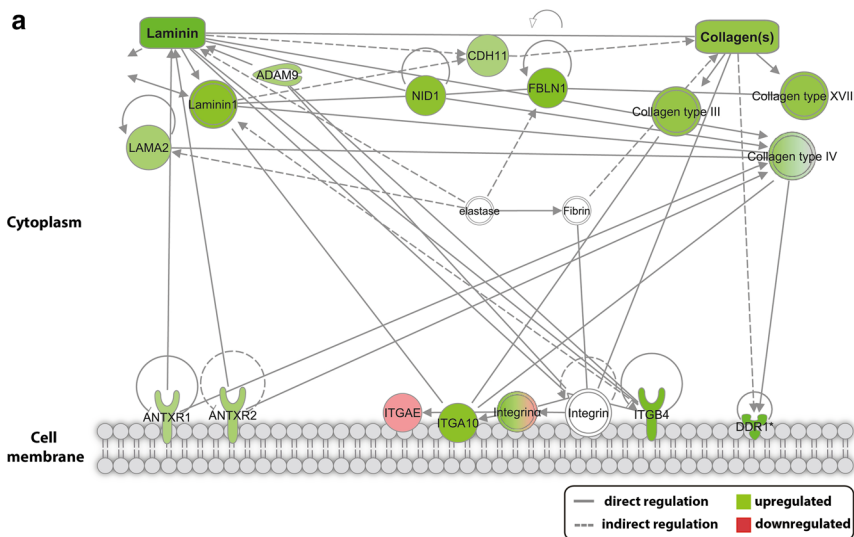 a
Laminin
Collagen(s)
CDH11
ADAM9
NID1
FBLN1
Laminin1
Collagen type III
Collagen type XVII
LAMA2
Collagen type IV
elastase
Fibrin
Cytoplasm
ANTXR1
ANTXR2
ITGAE
ITGA10
Integrinα
Integrin
ITGB4
DDR1*
Cell
membrane
direct regulation
upregulated
indirect regulation
downregulated